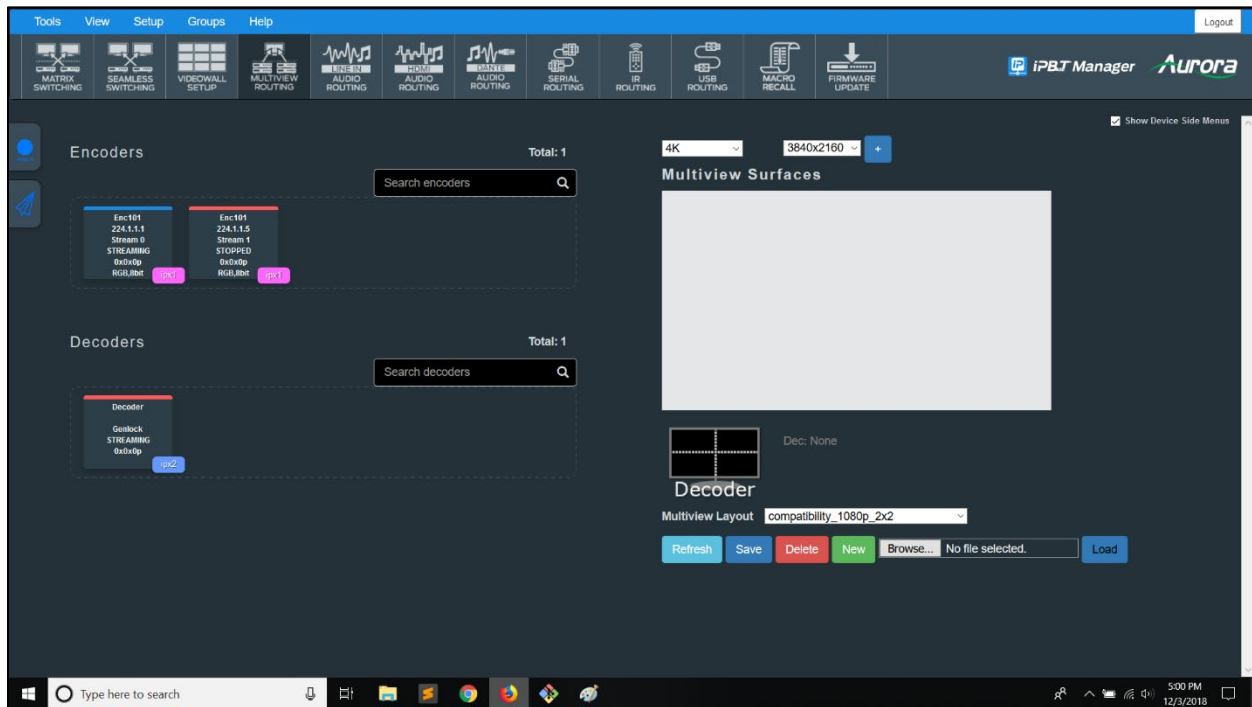 Tools View Setup Groups Help
Logout
MATRIX
SWITCHING
SEAMLESS
SWITCHING
VIDEOWALL
SETUP
MULTIVIEW
ROUTING
LINE IN
AUDIO
ROUTING
HDMI
AUDIO
ROUTING
DANTE
AUDIO
ROUTING
SERIAL
ROUTING
IR
ROUTING
USB
ROUTING
MACRO
RECALL
FIRMWARE
UPDATE
IP
iPB.T Manager
Aurora
Show Device Side Menus
Encoders
Total: 1
Search encoders
Enc101
224.1.1.1
Stream 0
STREAMING
0x0x0p
RGB,8bit
ipx1
Enc101
224.1.1.5
Stream 1
STOPPED
0x0x0p
RGB,8bit
ipx1
Decoders
Total: 1
Search decoders
Decoder
Genlock
STREAMING
0x0x0p
ipx2
4K
3840x2160
+
Multiview Surfaces
Dec: None
Decoder
Multiview Layout compatibility_1080p_2x2
Refresh Save Delete New Browse... No file selected. Load
Type here to search
5:00 PM
12/3/2018